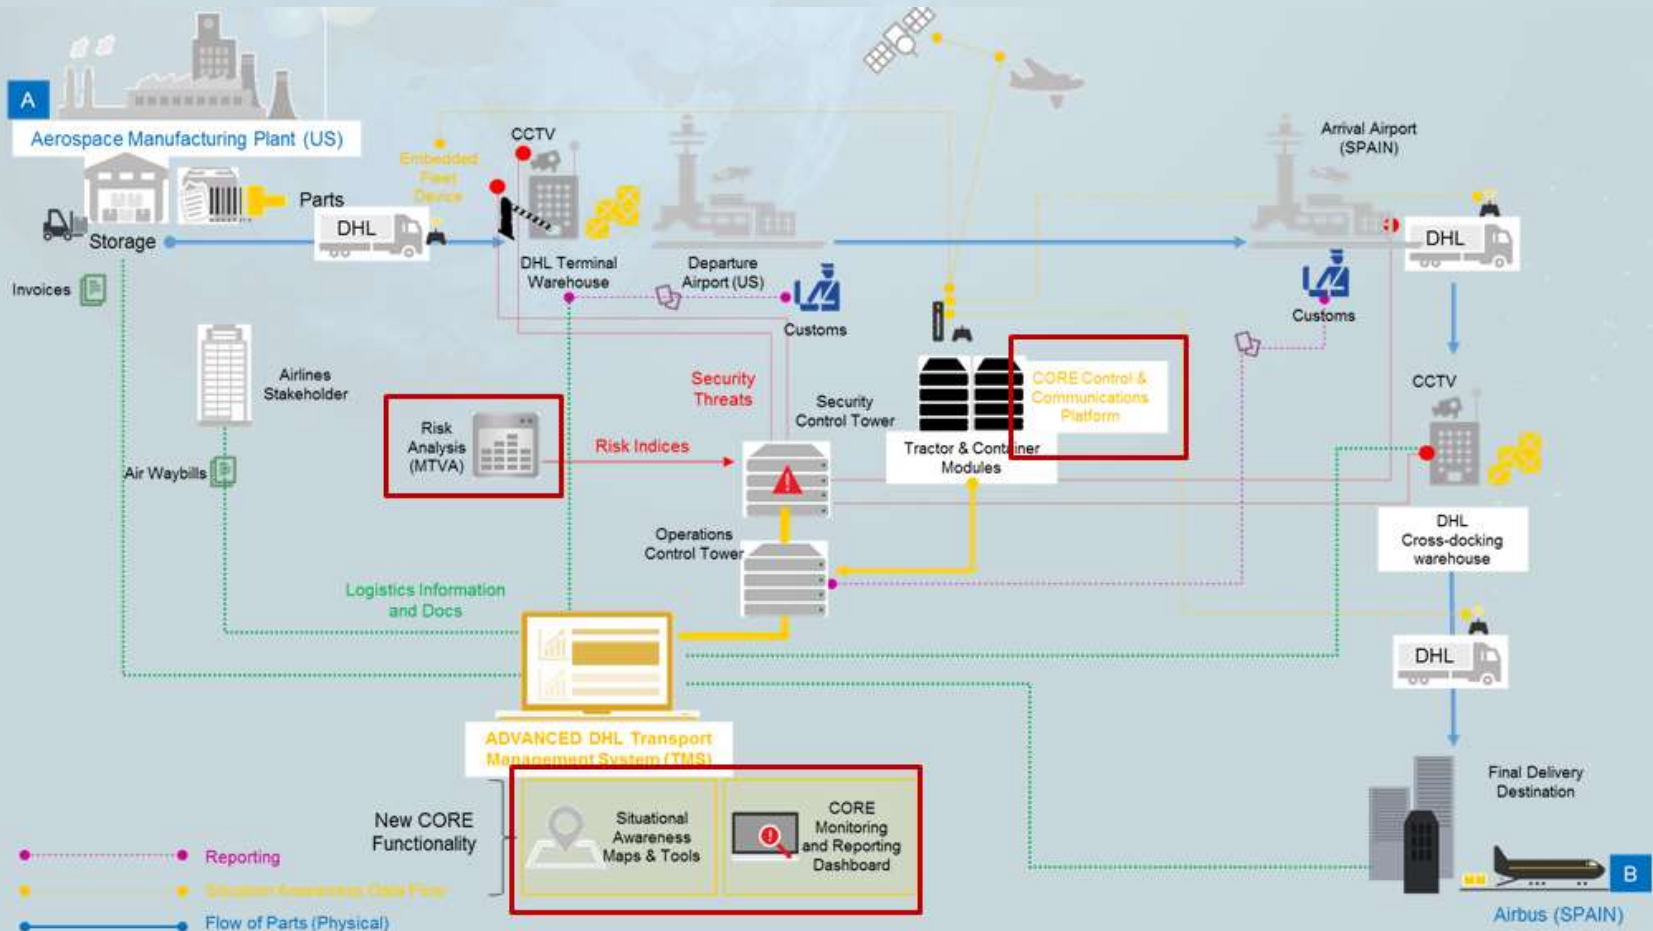 A
Aerospace Manufacturing Plant (US)
CCTV
Arrival Airport
(SPAIN)
Embedded
Fleet
Device
Parts
DHL
DHL
Storage
DHL Terminal
Warehouse
Departure
Airport (US)
Invoices
Customs
Customs
Airlines
Stakeholder
Security
Threats
CORE Control &
Communications
Platform
CCTV
Security
Control Tower
Risk
Analysis
(MTVA)
Risk Indices
Tractor & Container
Modules
Air Waybills
Operations
Control Tower
DHL
Cross-docking
warehouse
Logistics Information
and Docs
DHL
ADVANCED DHL Transport
Management System (TMS)
Final Delivery
Destination
New CORE
Functionality
Situational
Awareness
Maps & Tools
CORE
Monitoring
and Reporting
Dashboard
Reporting
Situation Awareness Data Flow
Flow of Parts (Physical)
B
Airbus (SPAIN)